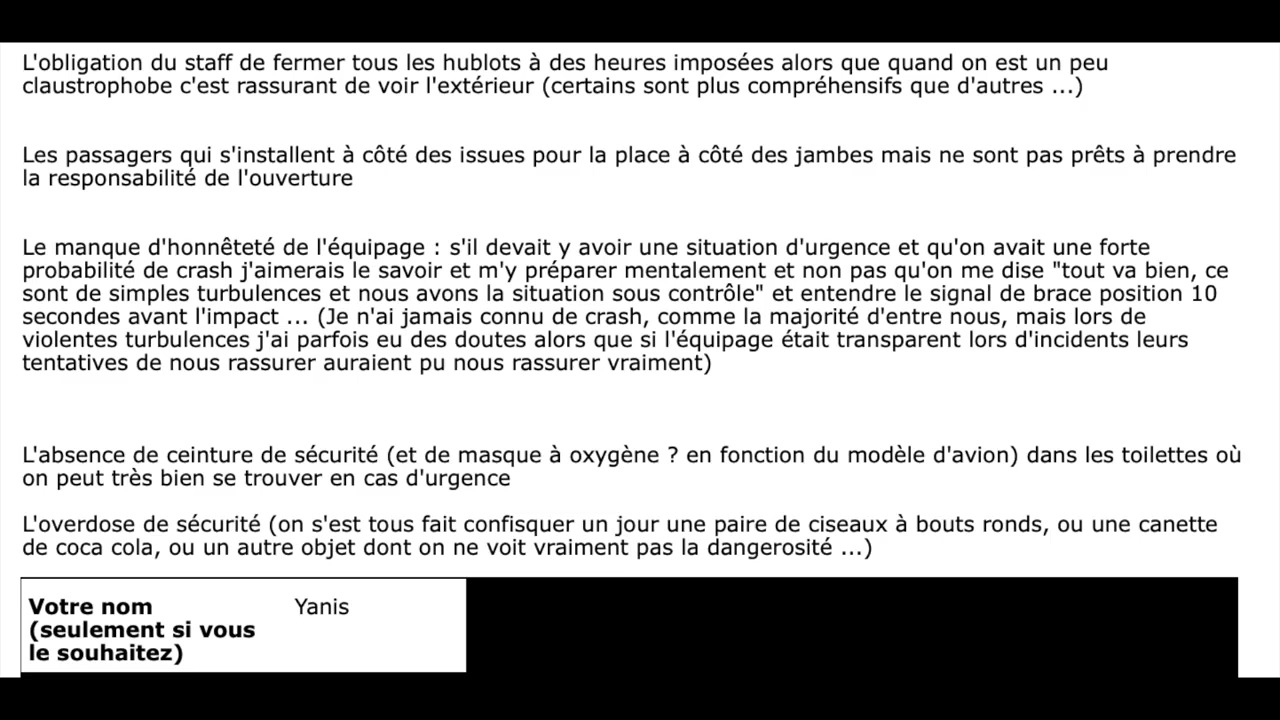 L'obligation du staff de fermer tous les hublots à des heures imposées alors que quand on est un peu
claustrophobe c'est rassurant de voir l'extérieur (certains sont plus compréhensifs que d'autres ...)
Les passagers qui s'installent à côté des issues pour la place à côté des jambes mais ne sont pas prêts à prendre
la responsabilité de l'ouverture
Le manque d'honnêteté de l'équipage : s'il devait y avoir une situation d'urgence et qu'on avait une forte
probabilité de crash j'aimerais le savoir et m'y préparer mentalement et non pas qu'on me dise "tout va bien, ce
sont de simples turbulences et nous avons la situation sous contrôle" et entendre le signal de brace position 10
secondes avant l'impact ... (Je n'ai jamais connu de crash, comme la majorité d'entre nous, mais lors de
violentes turbulences j'ai parfois eu des doutes alors que si l'équipage était transparent lors d'incidents leurs
tentatives de nous rassurer auraient pu nous rassurer vraiment)
L'absence de ceinture de sécurité (et de masque à oxygène ? en fonction du modèle d'avion) dans les toilettes où
on peut très bien se trouver en cas d'urgence
L'overdose de sécurité (on s'est tous fait confisquer un jour une paire de ciseaux à bouts ronds, ou une canette
de coca cola, ou un autre objet dont on ne voit vraiment pas la dangerosité ...)
Votre nom Yanis
(seulement si vous
le souhaitez)